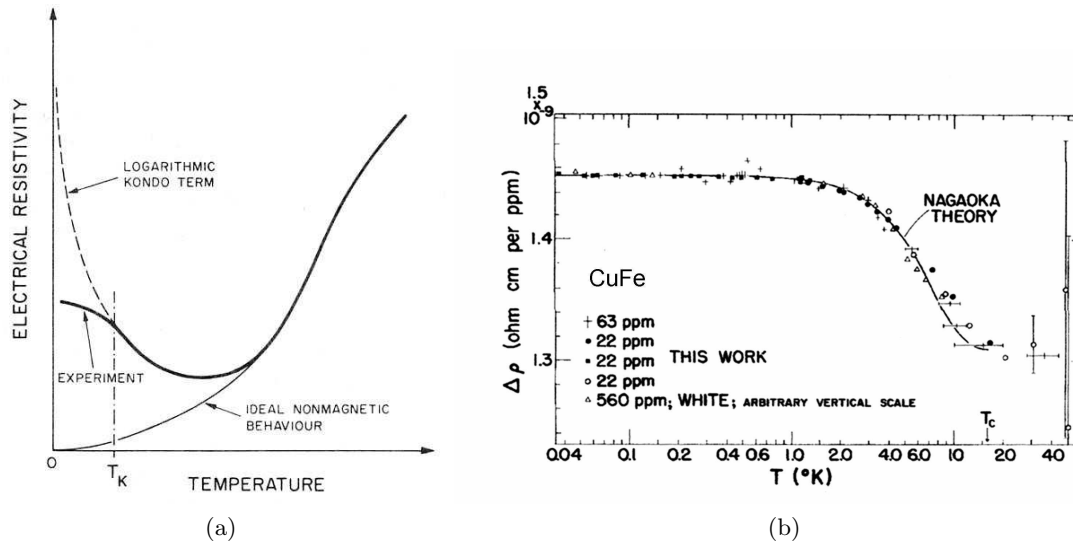 ELECTRICAL RESISTIVITY
LOGARITHMIC
KONDO TERM
EXPERIMENT
IDEAL NONMAGNETIC
BEHAVIOUR
O
T_K
TEMPERATURE
(a)
1.5
x
10⁻⁹
1.4
1.3
Δρ (ohm cm per ppm)
NAGAOKA
THEORY
CuFe
+ 63 ppm
● 22 ppm
▪ 22 ppm THIS WORK
○ 22 ppm
△ 560 ppm; WHITE; ARBITRARY VERTICAL SCALE
T_c
0.04 0.1 0.2 0.4 0.6 1.0 2.0 4.0 6.0 10 20 40
T (°K)
(b)